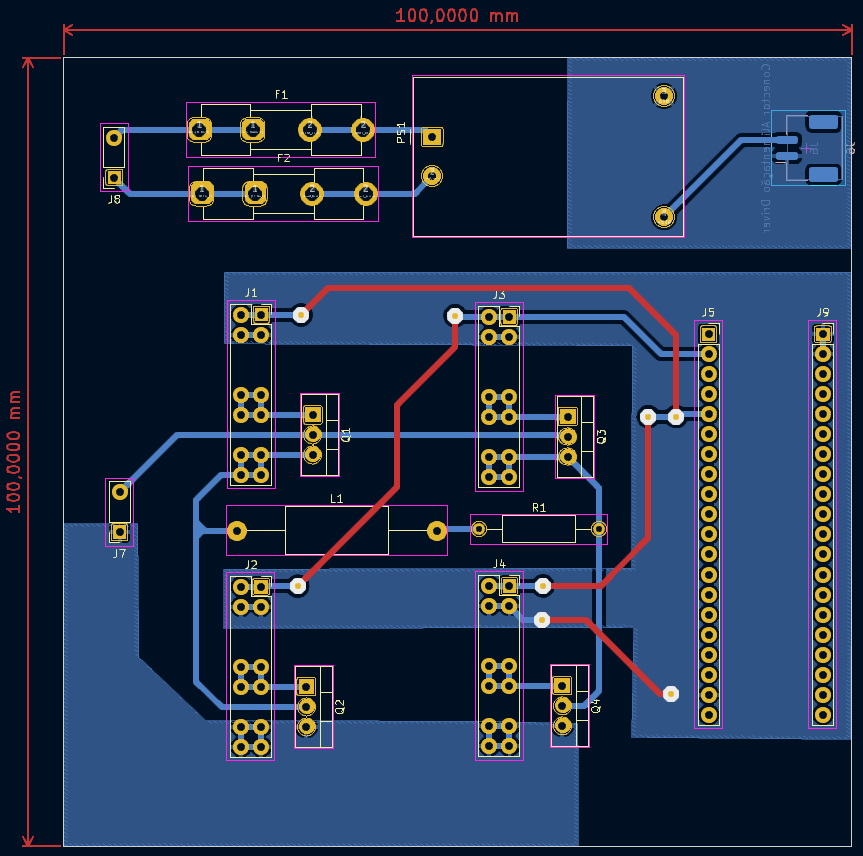 100,0000 mm
F1
PS1
Conector Alimentação Driver
J6
F2
J8
J1
J3
J5
J9
100,0000 mm
Q1
Q3
L1
R1
J7
J2
J4
Q2
Q4